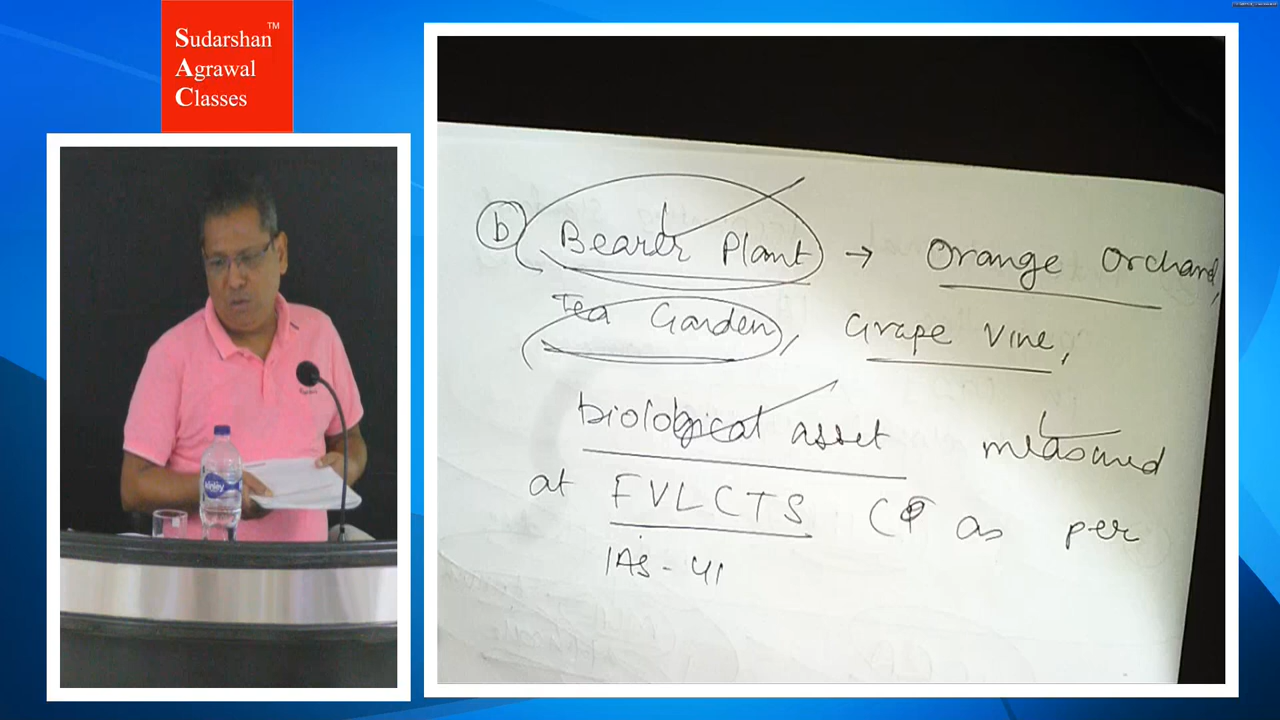 Sudarshan™
Agrawal
Classes
(b) Bearer Plant → Orange Orchard,
Tea Garden, Grape Vine,
biological asset measured
at FVLCTS ( as per
IAS - 41